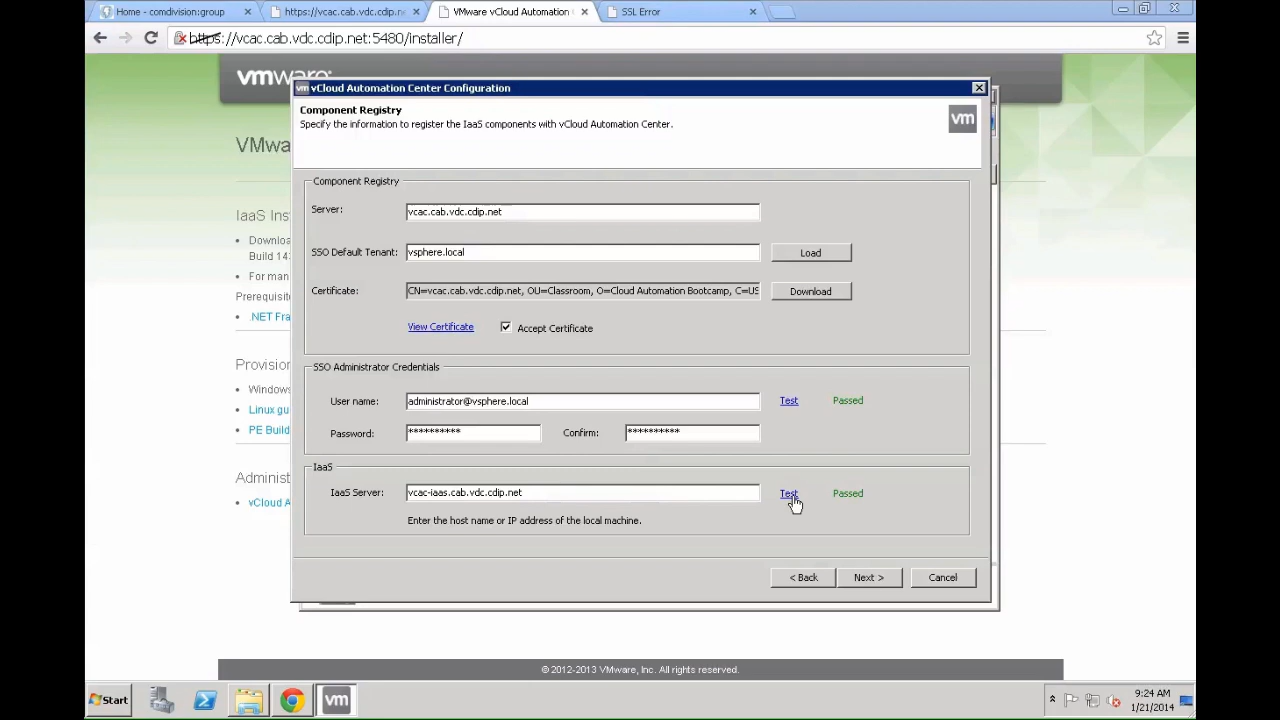 Home - comdivision:group
https://vcac.cab.vdc.cdip.ne
VMware vCloud Automation
SSL Error
https://vcac.cab.vdc.cdip.net:5480/installer/
vmware
vm vCloud Automation Center Configuration
Component Registry
Specify the information to register the IaaS components with vCloud Automation Center.
vm
VMwa
IaaS Ins
Downloa
Build 14
For man
Prerequisite
.NET Fra
Provision
Windows
Linux gu
PE Build
Administ
vCloud A
Component Registry
Server: vcac.cab.vdc.cdip.net
SSO Default Tenant: vsphere.local Load
Certificate: CN=vcac.cab.vdc.cdip.net, OU=Classroom, O=Cloud Automation Bootcamp, C=US Download
View Certificate Accept Certificate
SSO Administrator Credentials
User name: administrator@vsphere.local Test Passed
Password: ********** Confirm: **********
IaaS
IaaS Server: vcac-iaas.cab.vdc.cdip.net Test Passed
Enter the host name or IP address of the local machine.
< Back Next > Cancel
© 2012-2013 VMware, Inc. All rights reserved.
Start vm 9:24 AM
1/21/2014